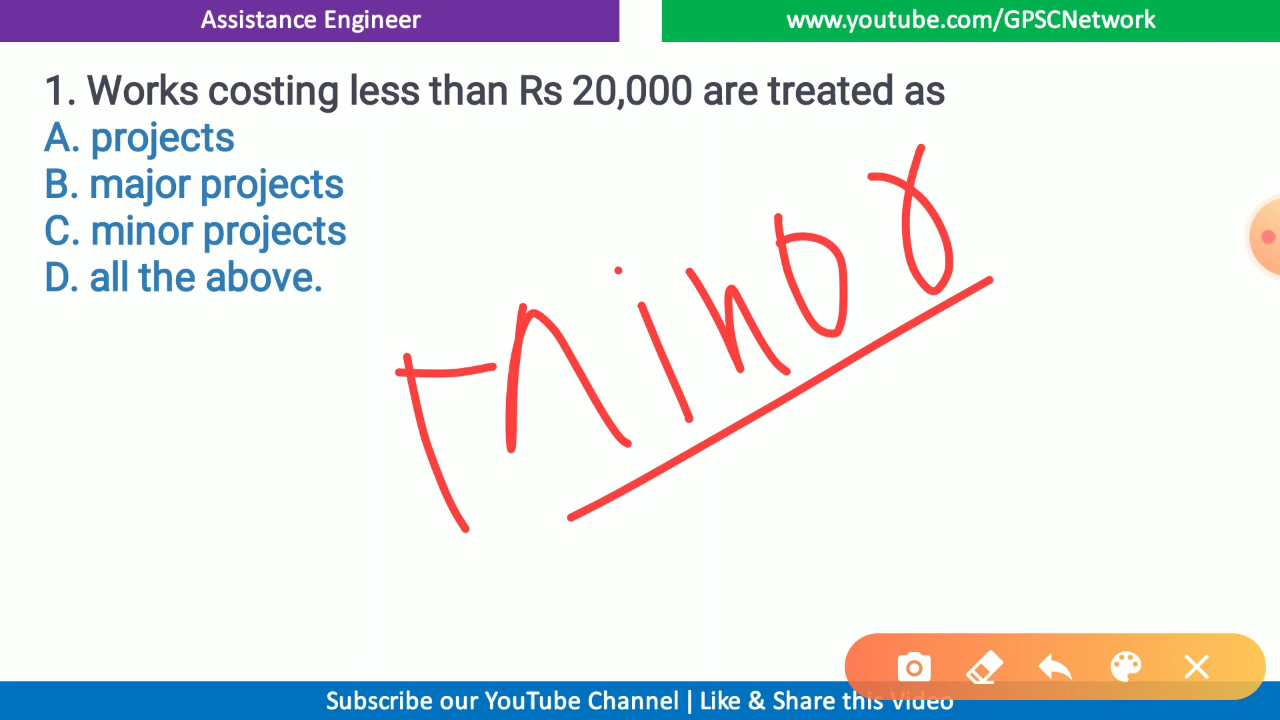 Assistance Engineer
www.youtube.com/GPSCNetwork
1. Works costing less than Rs 20,000 are treated as
A. projects
B. major projects
C. minor projects
D. all the above.
Minor
Subscribe our YouTube Channel | Like & Share this Video